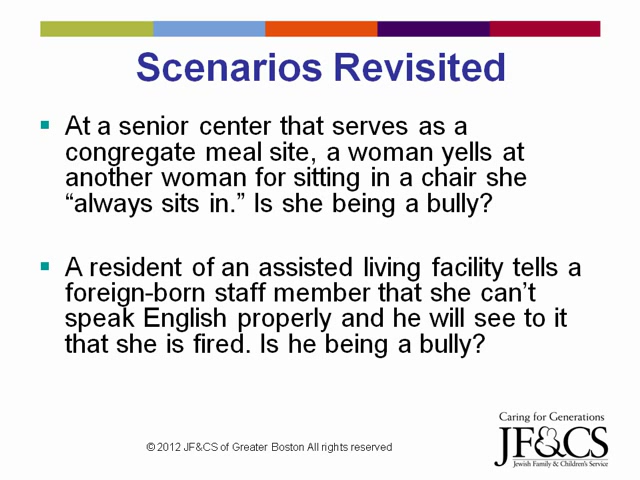 Scenarios Revisited
At a senior center that serves as a
congregate meal site, a woman yells at
another woman for sitting in a chair she
“always sits in.” Is she being a bully?
A resident of an assisted living facility tells a
foreign-born staff member that she can’t
speak English properly and he will see to it
that she is fired. Is he being a bully?
© 2012 JF&CS of Greater Boston All rights reserved
Caring for Generations
JF&CS
Jewish Family & Children's Service